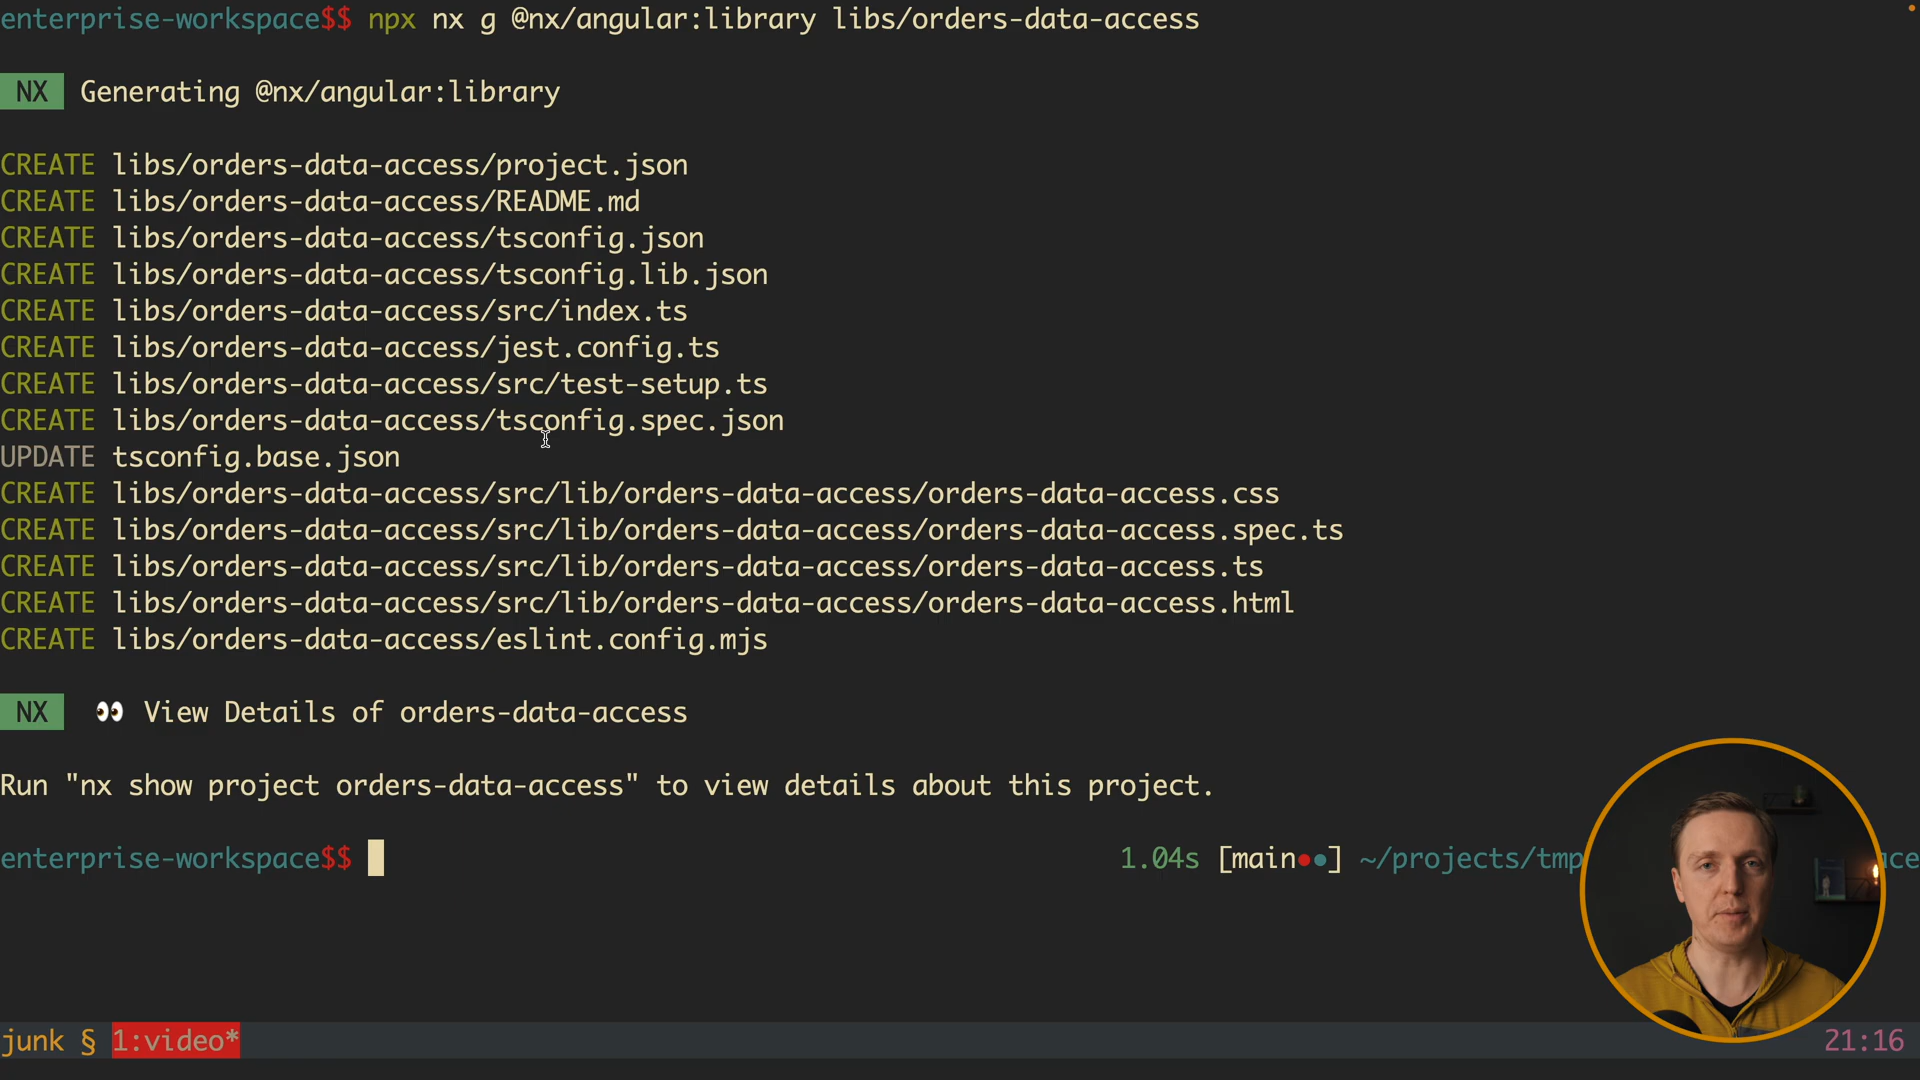 enterprise-workspace$$ npx nx g @nx/angular:library libs/orders-data-access
NX Generating @nx/angular:library
CREATE libs/orders-data-access/project.json
CREATE libs/orders-data-access/README.md
CREATE libs/orders-data-access/tsconfig.json
CREATE libs/orders-data-access/tsconfig.lib.json
CREATE libs/orders-data-access/src/index.ts
CREATE libs/orders-data-access/jest.config.ts
CREATE libs/orders-data-access/src/test-setup.ts
CREATE libs/orders-data-access/tsconfig.spec.json
UPDATE tsconfig.base.json
CREATE libs/orders-data-access/src/lib/orders-data-access/orders-data-access.css
CREATE libs/orders-data-access/src/lib/orders-data-access/orders-data-access.spec.ts
CREATE libs/orders-data-access/src/lib/orders-data-access/orders-data-access.ts
CREATE libs/orders-data-access/src/lib/orders-data-access/orders-data-access.html
CREATE libs/orders-data-access/eslint.config.mjs
NX 👀 View Details of orders-data-access
Run "nx show project orders-data-access" to view details about this project.
enterprise-workspace$$ 1.04s [main●●] ~/projects/tmp
junk § 1:video* 21:16